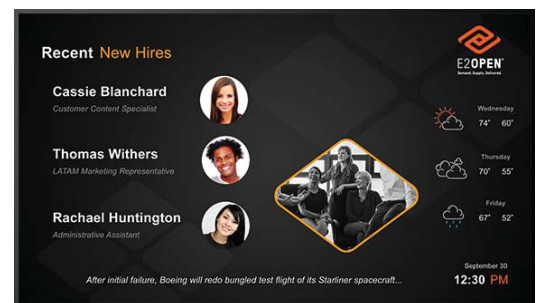 Recent New Hires
Cassie Blanchard
Customer Content Specialist
Thomas Withers
LATAM Marketing Representative
Rachael Huntington
Administrative Assistant
E2OPEN
Demand. Supply. Delivered.
Wednesday
74° 60°
Thursday
70° 55°
Friday
67° 52°
September 30
12:30 PM
After initial failure, Boeing will redo bungled test flight of its Starliner spacecraft...